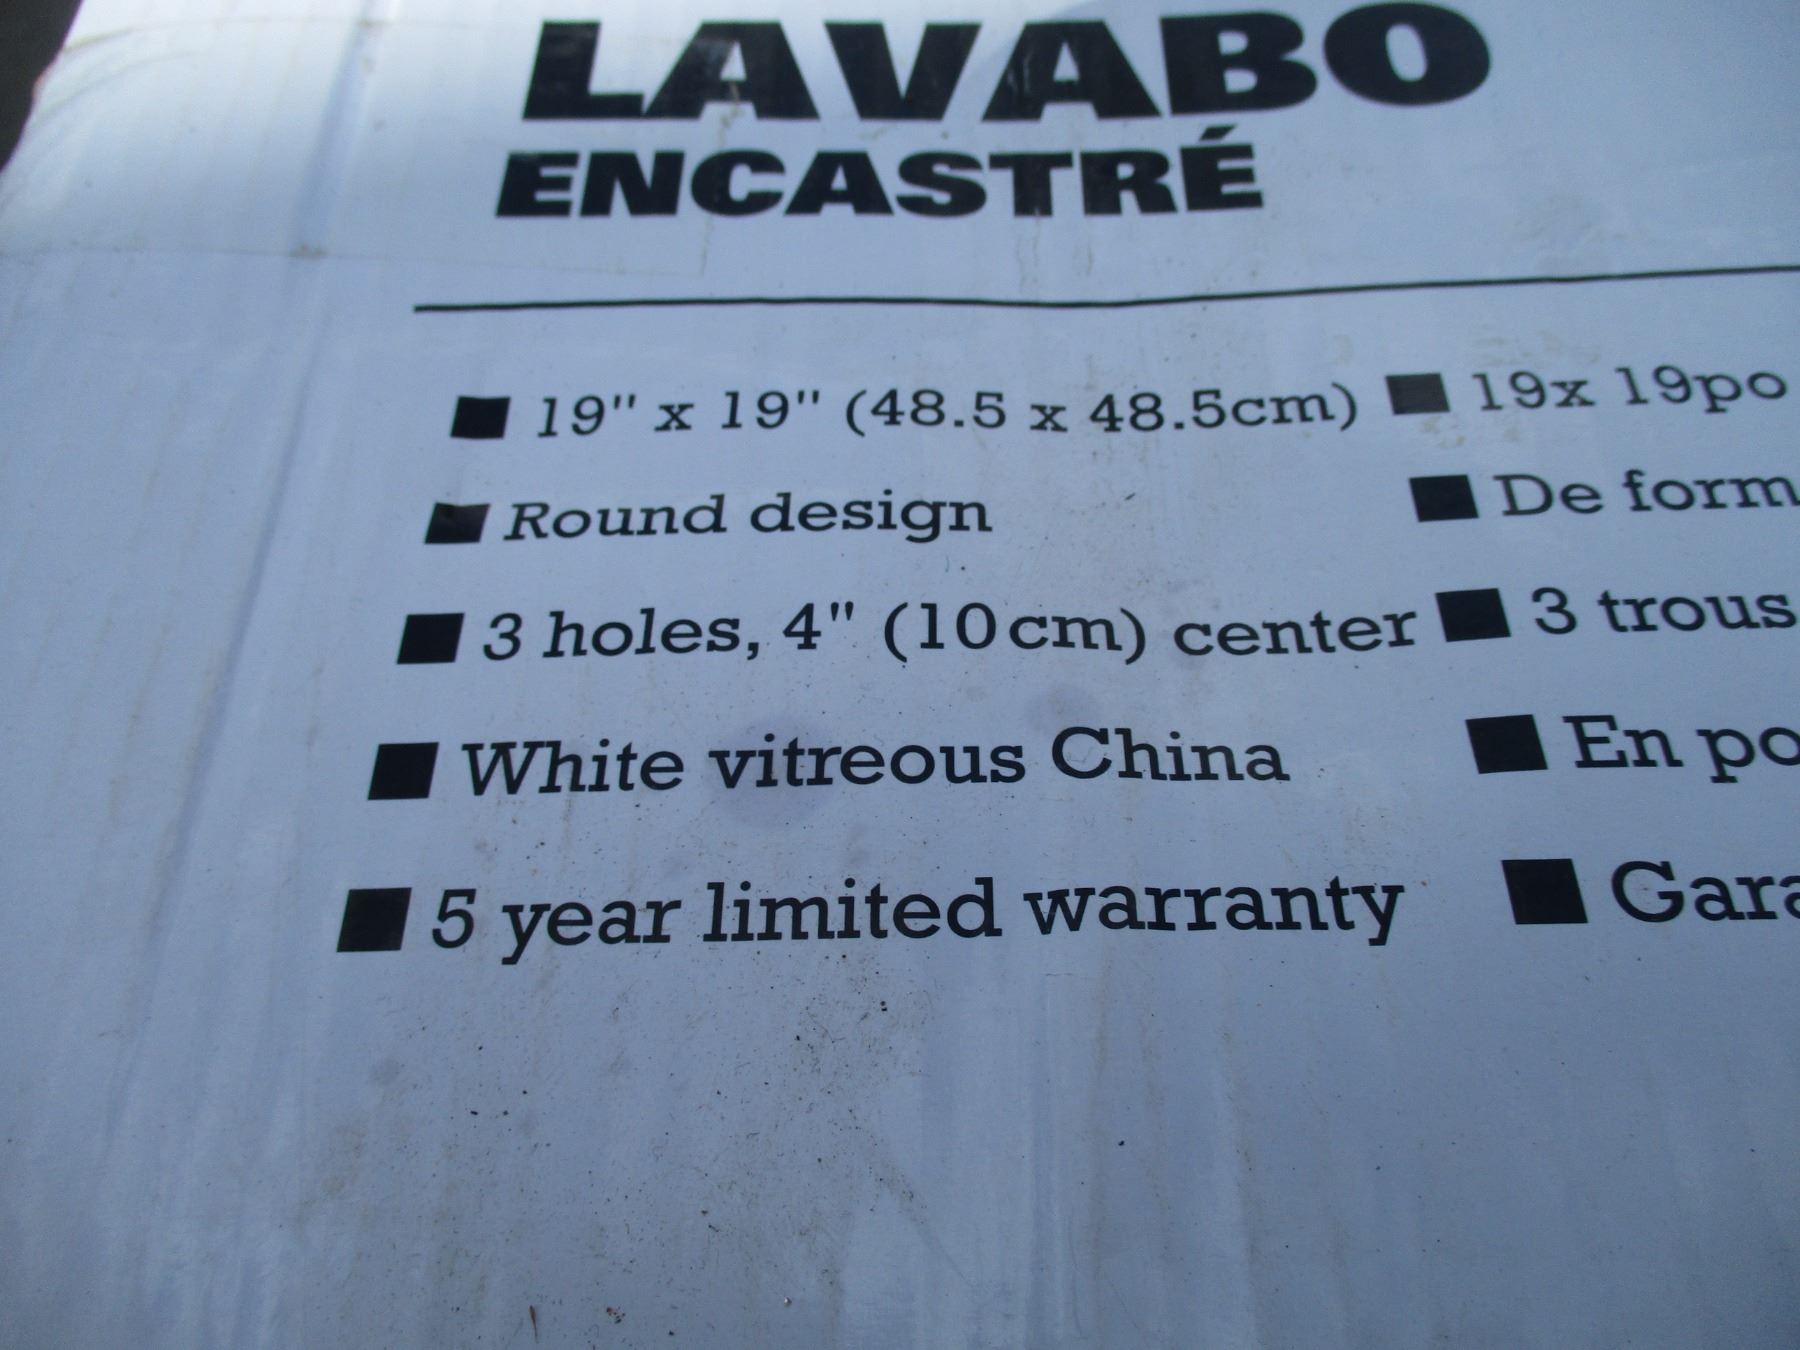 LAVABO
ENCASTRÉ
19" x 19" (48.5 x 48.5cm)
Round design
3 holes, 4" (10cm) center
White vitreous China
5 year limited warranty
19x 19po
De form
3 trous
En po
Gara